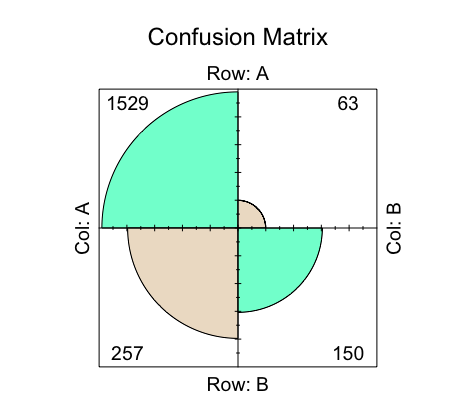 Confusion Matrix
Row: A
1529
63
Col: A
Col: B
257
150
Row: B